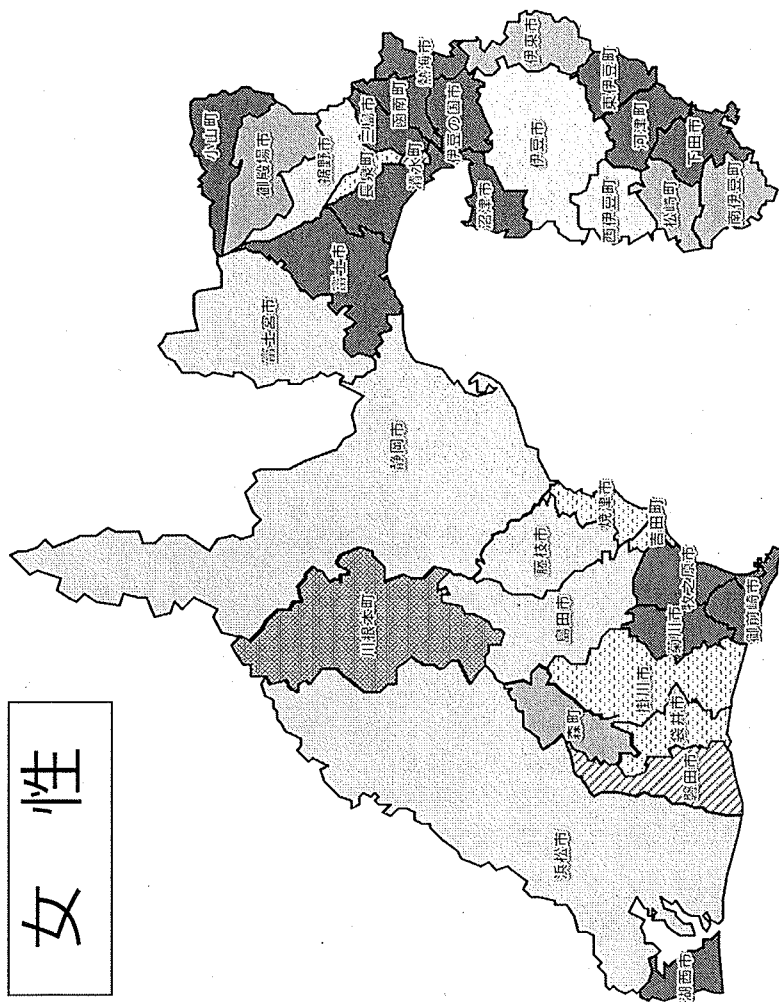 女性
小山町
御殿場市
裾野市
長泉町
三島市
清水町
函南町
熱海市
伊豆の国市
沼津市
伊東市
伊豆市
東伊豆町
河津町
下田市
西伊豆町
松崎町
南伊豆町
富士宮市
富士市
静岡市
川根本町
藤枝市
焼津市
吉田町
島田市
牧之原市
菊川市
御前崎市
掛川市
袋井市
森町
磐田市
浜松市
湖西市